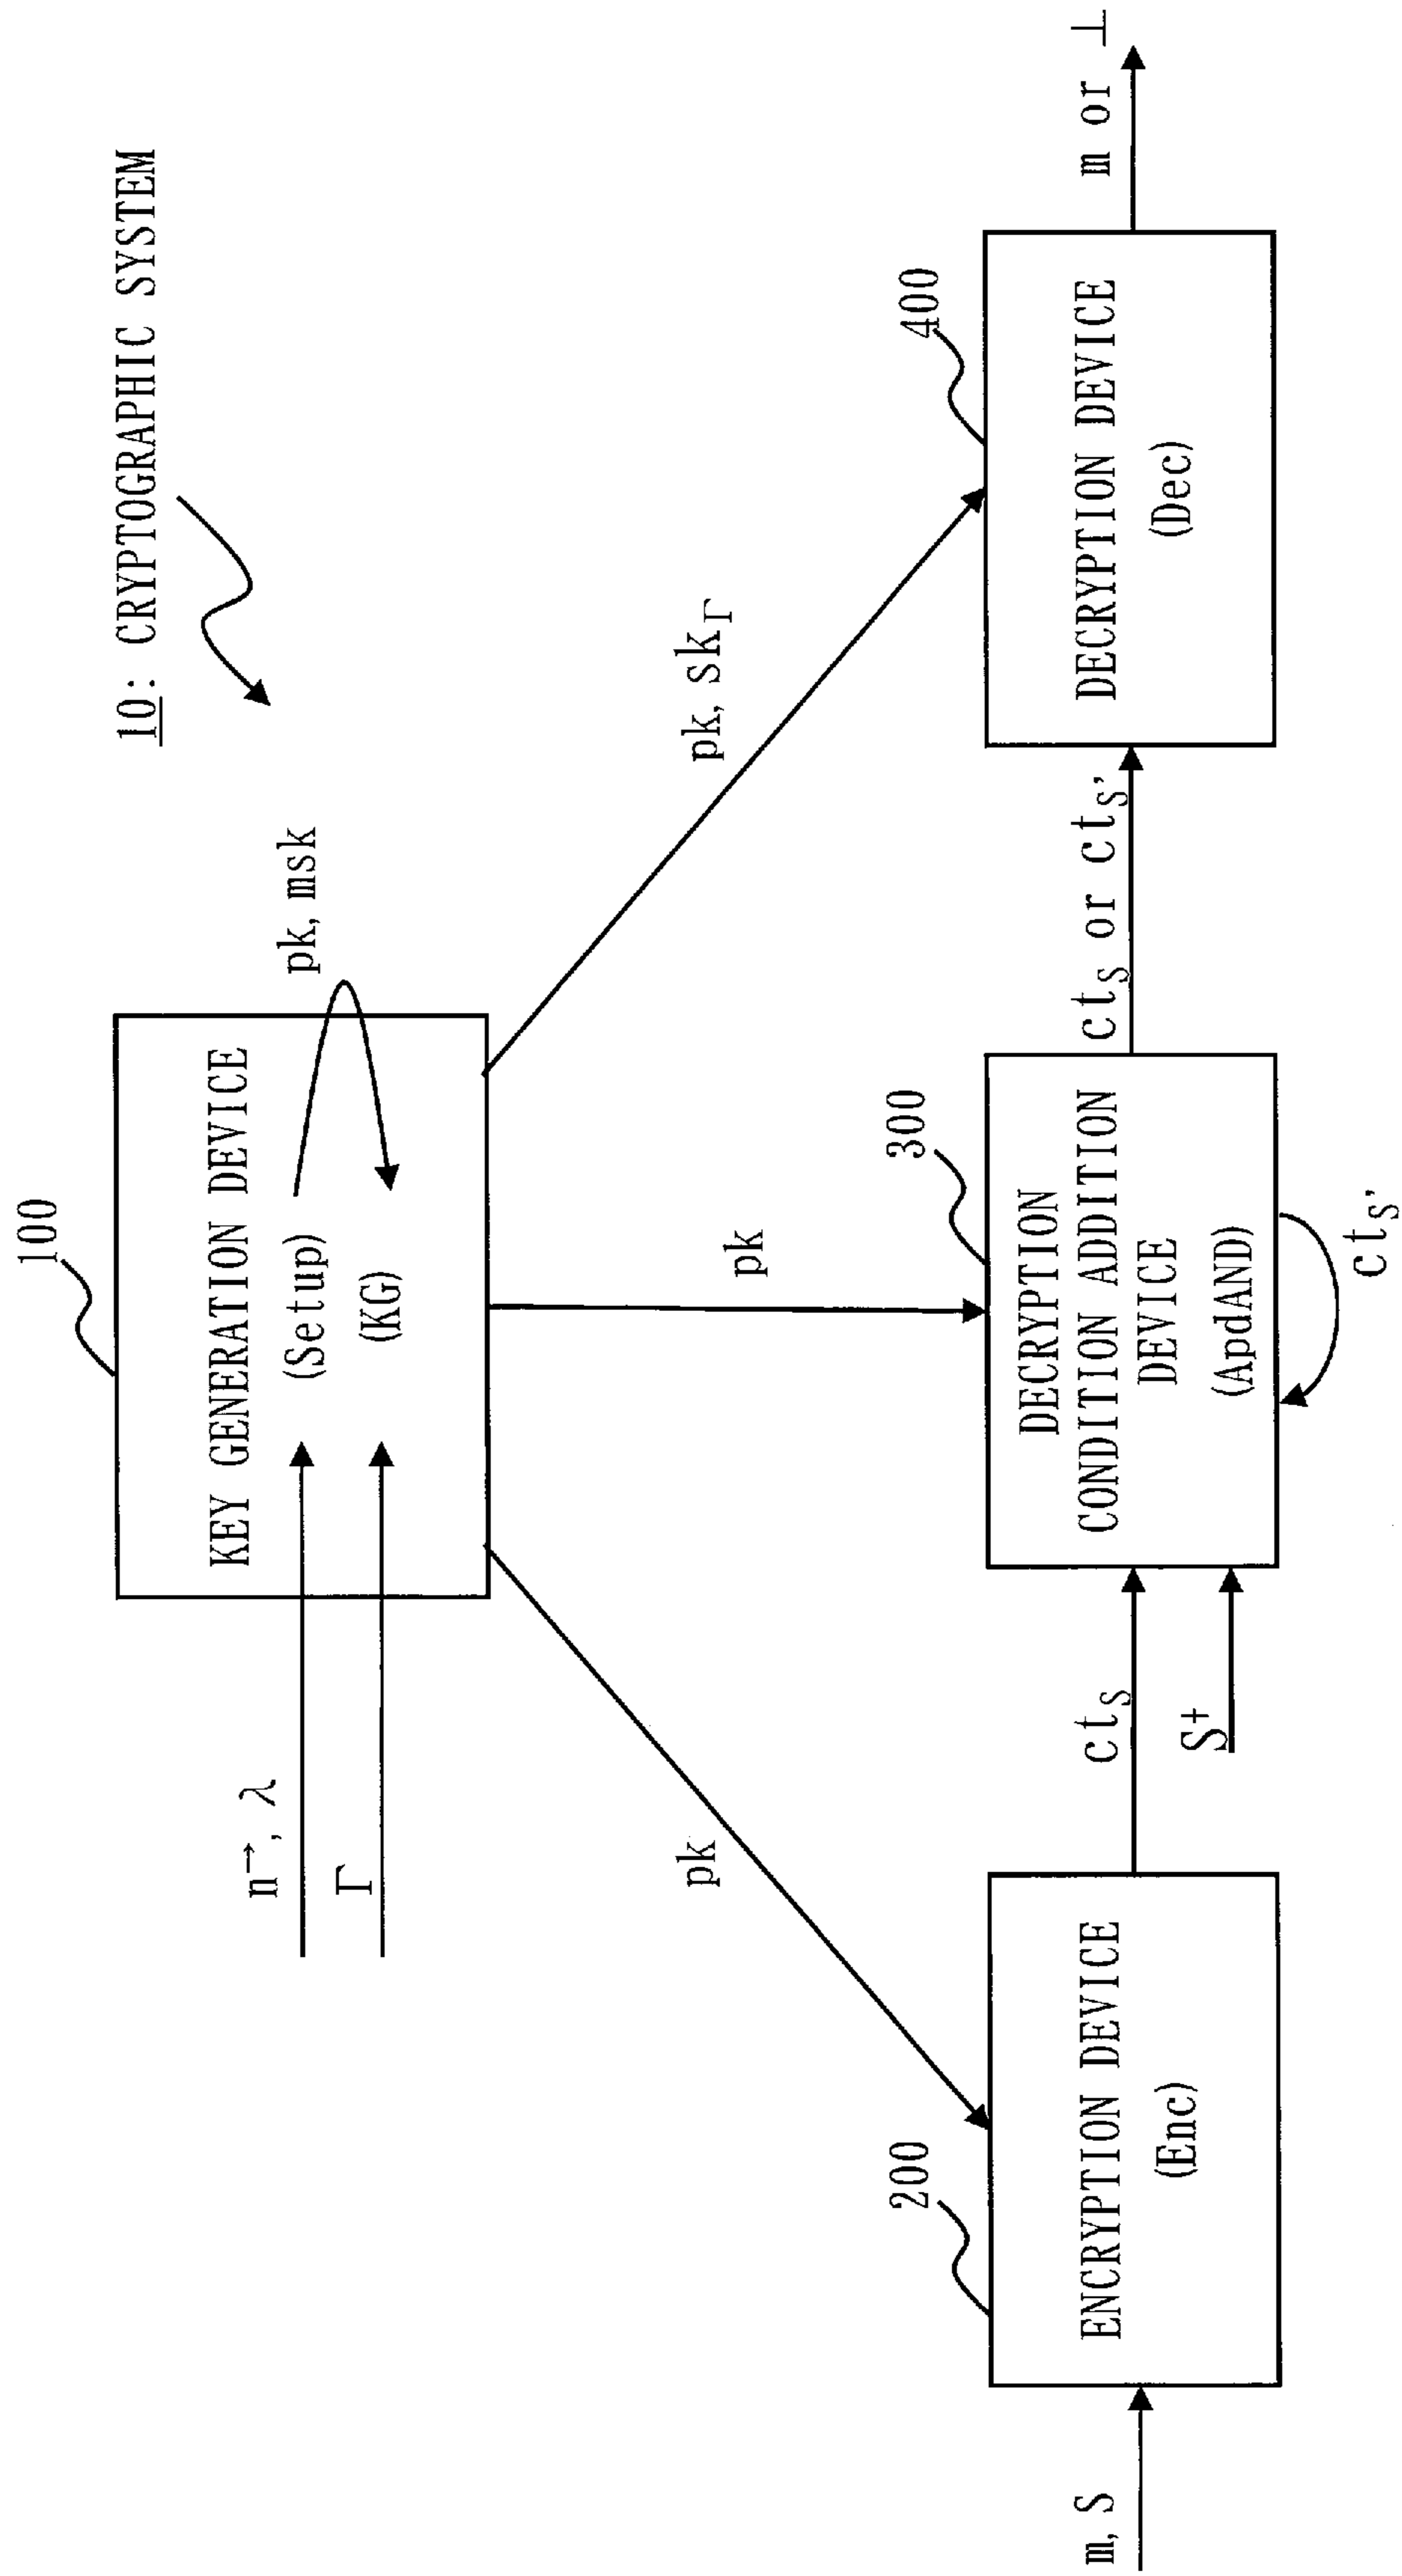 10: CRYPTOGRAPHIC SYSTEM
100
KEY GENERATION DEVICE
(Setup)
(KG)
n→, λ
Γ
pk, msk
pk
pk
pk, skΓ
200
ENCRYPTION DEVICE
(Enc)
m, S
ctS
S+
300
DECRYPTION
CONDITION ADDITION
DEVICE
(ApdAND)
ctS'
ctS or ctS'
400
DECRYPTION DEVICE
(Dec)
m or ⊥